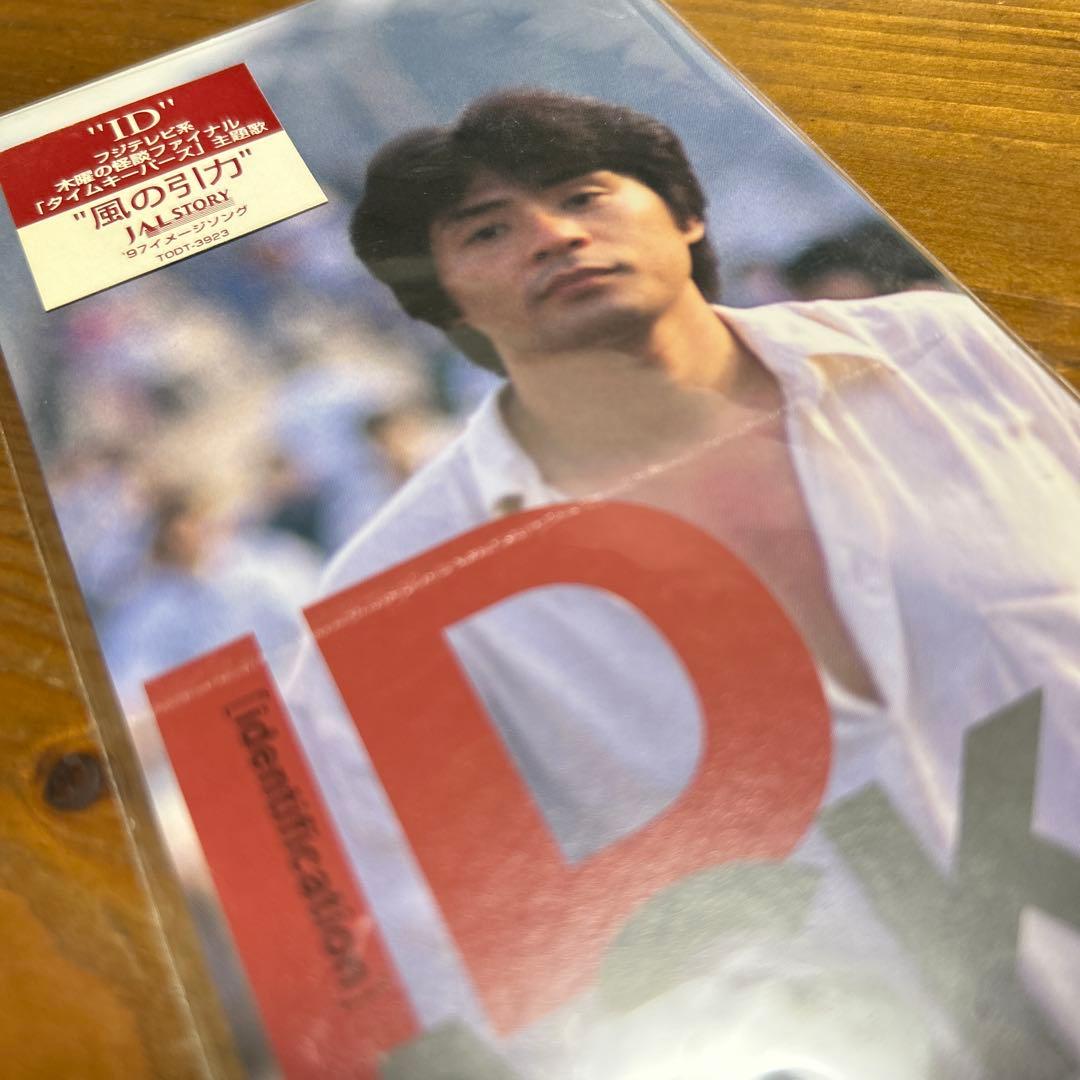 "ID"
フジテレビ系
木曜の怪談ファイナル
「タイムキーパーズ」主題歌
"風の引力"
JAL STORY
'97イメージソング
TODT-3923
ID
[identification]